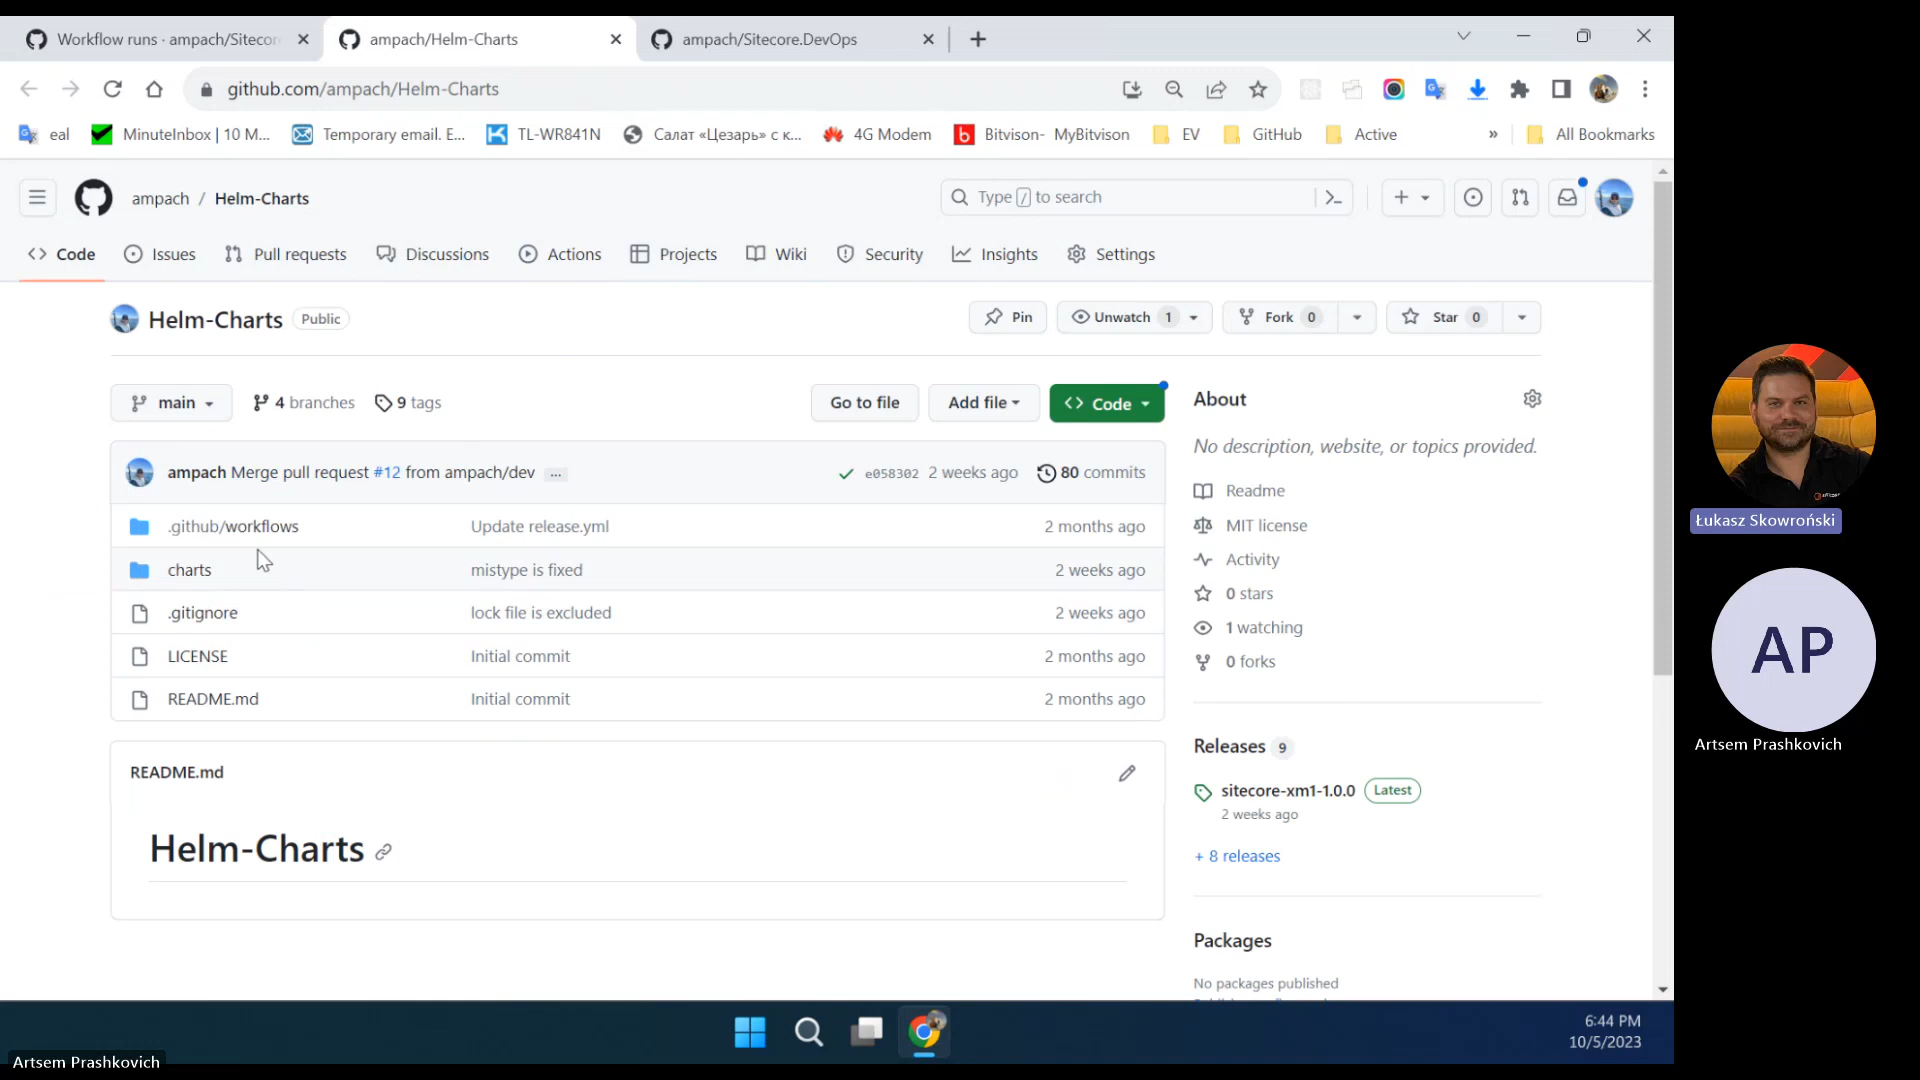 Workflow runs · ampach/Sitecor
ampach/Helm-Charts
ampach/Sitecore.DevOps
github.com/ampach/Helm-Charts
eal
MinuteInbox | 10 M...
Temporary email. E...
TL-WR841N
Салат «Цезарь» с к...
4G Modem
Bitvison- MyBitvison
EV
GitHub
Active
»
All Bookmarks
ampach / Helm-Charts
Type / to search
Code
Issues
Pull requests
Discussions
Actions
Projects
Wiki
Security
Insights
Settings
Helm-Charts Public
Pin
Unwatch 1
Fork 0
Star 0
main
4 branches
9 tags
Go to file
Add file
Code
ampach Merge pull request #12 from ampach/dev ...
e058302 2 weeks ago
80 commits
.github/workflows Update release.yml 2 months ago
charts mistype is fixed 2 weeks ago
.gitignore lock file is excluded 2 weeks ago
LICENSE Initial commit 2 months ago
README.md Initial commit 2 months ago
README.md
Helm-Charts
About
No description, website, or topics provided.
Readme
MIT license
Activity
0 stars
1 watching
0 forks
Releases 9
sitecore-xm1-1.0.0 Latest
2 weeks ago
+ 8 releases
Packages
No packages published
6:44 PM
10/5/2023
Artsem Prashkovich
Łukasz Skowroński
AP
Artsem Prashkovich